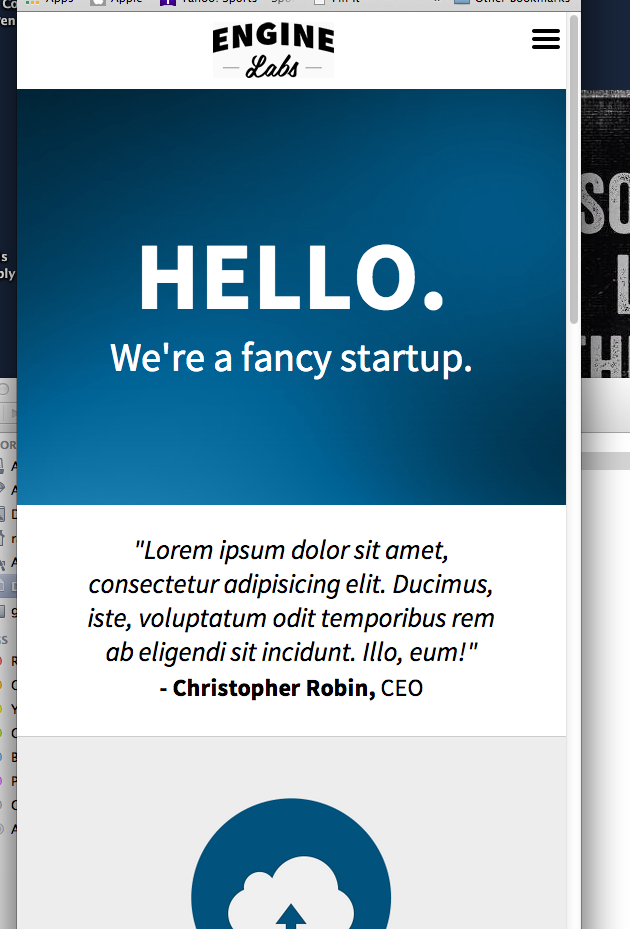 Apps
Apple
Yahoo! Sports
Other Bookmarks
ENGINE
Labs
HELLO.
We're a fancy startup.
"Lorem ipsum dolor sit amet,
consectetur adipisicing elit. Ducimus,
iste, voluptatum odit temporibus rem
ab eligendi sit incidunt. Illo, eum!"
- Christopher Robin, CEO